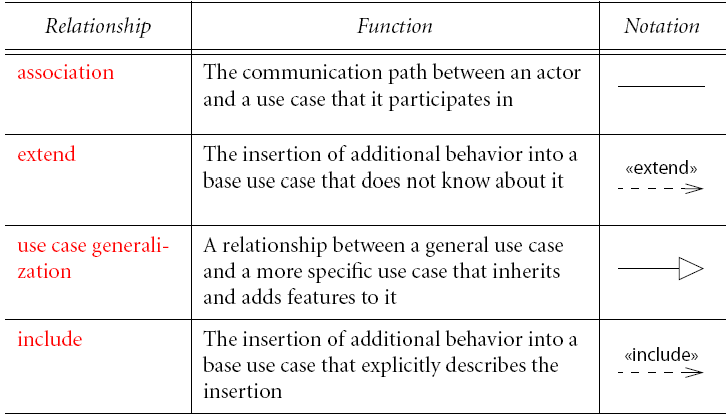 Relationship Function Notation
association The communication path between an actor
and a use case that it participates in
extend The insertion of additional behavior into a
base use case that does not know about it
«extend»
use case generali-
zation
A relationship between a general use case
and a more specific use case that inherits
and adds features to it
include The insertion of additional behavior into a
base use case that explicitly describes the
insertion
«include»